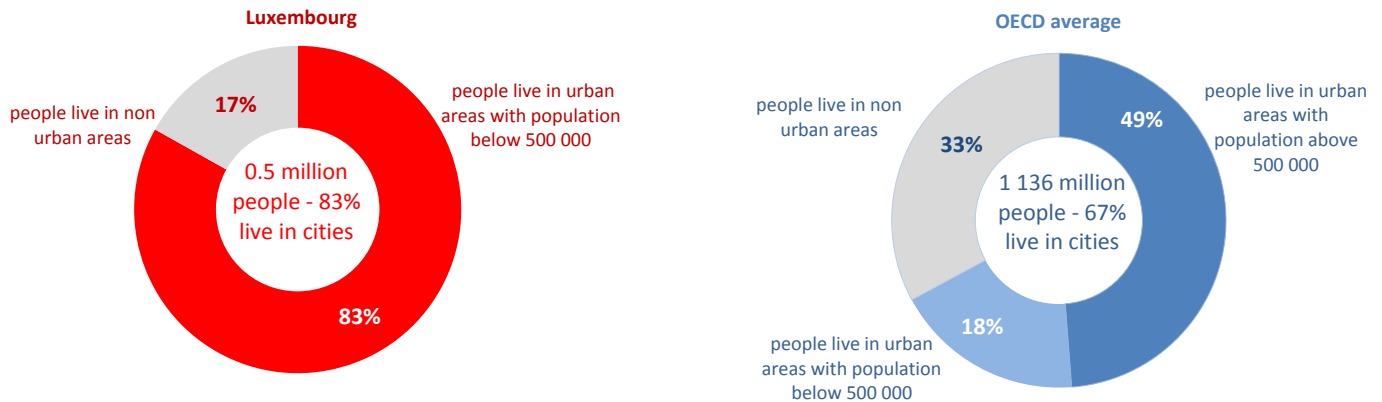 Luxembourg
17%
people live in non
urban areas
people live in urban
areas with population
below 500 000
0.5 million
people - 83%
live in cities
83%
OECD average
people live in non
urban areas
33%
49%
people live in urban
areas with
population above
500 000
1 136 million
people - 67%
live in cities
18%
people live in urban
areas with population
below 500 000